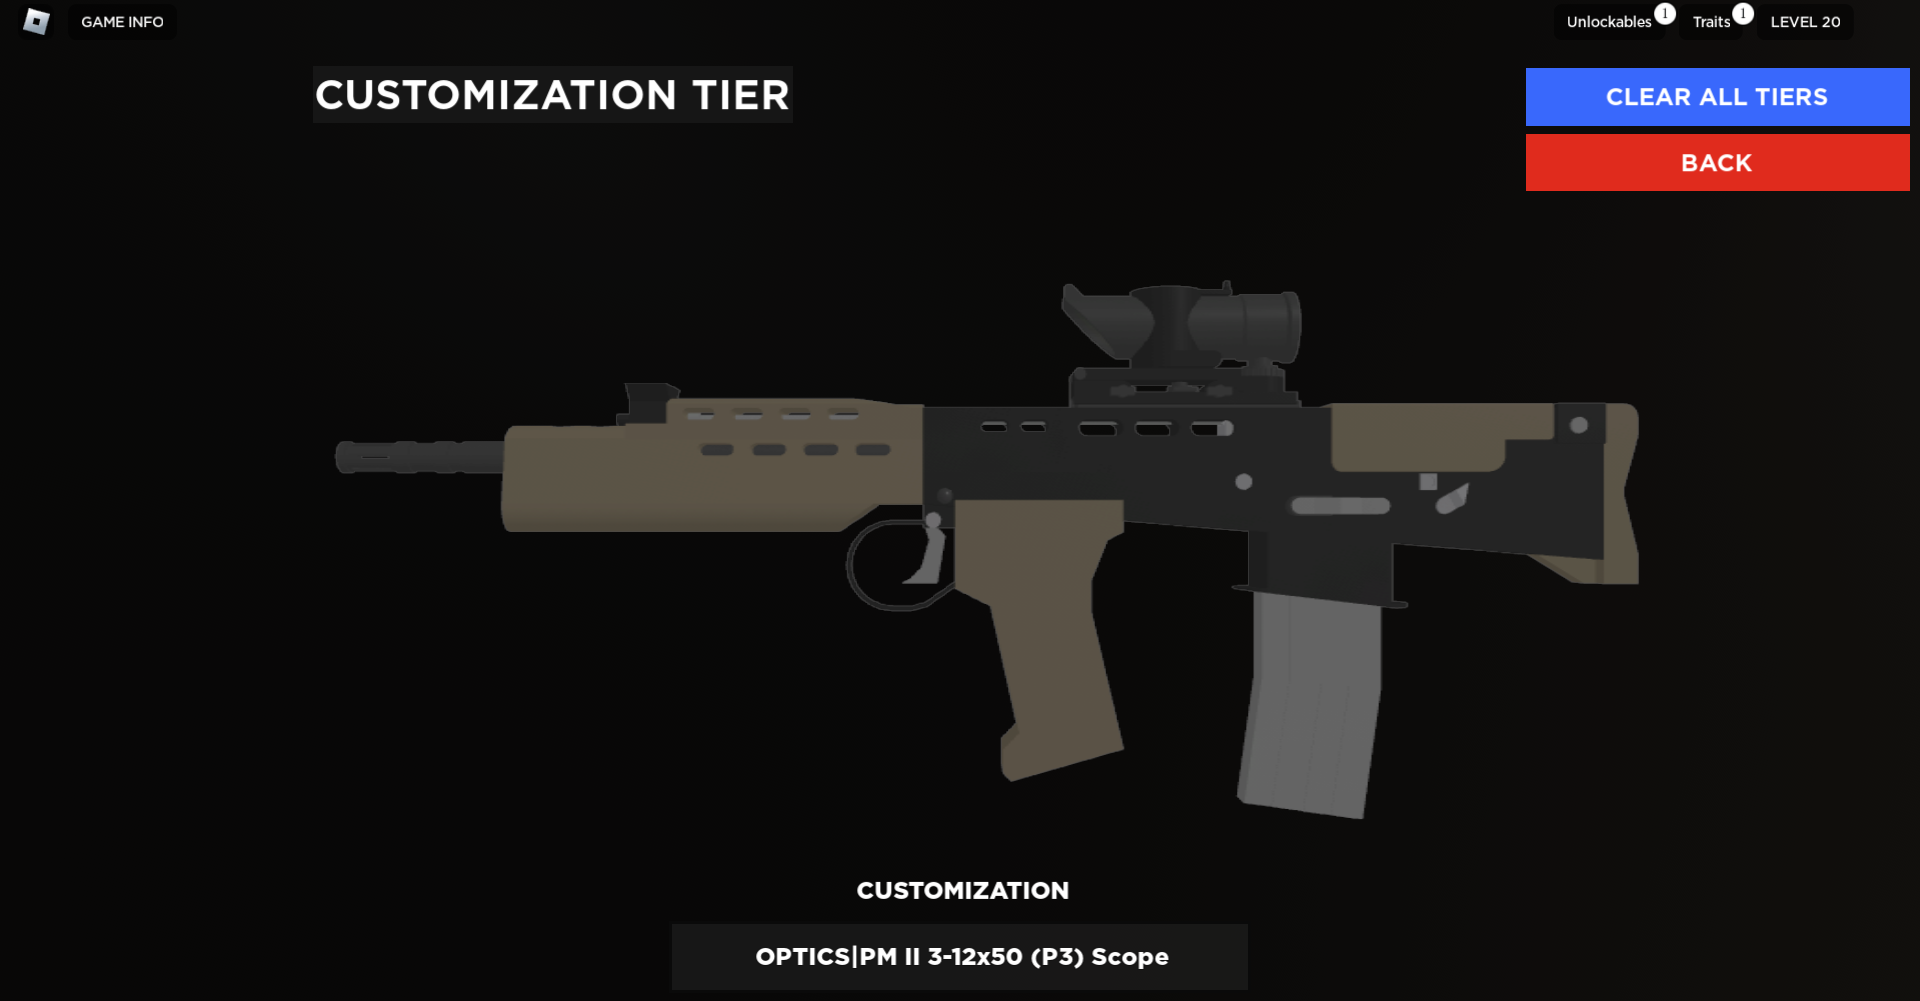 GAME INFO
Unlockables 1
Traits 1
LEVEL 20
CUSTOMIZATION TIER
CLEAR ALL TIERS
BACK
CUSTOMIZATION
OPTICS|PM II 3-12x50 (P3) Scope